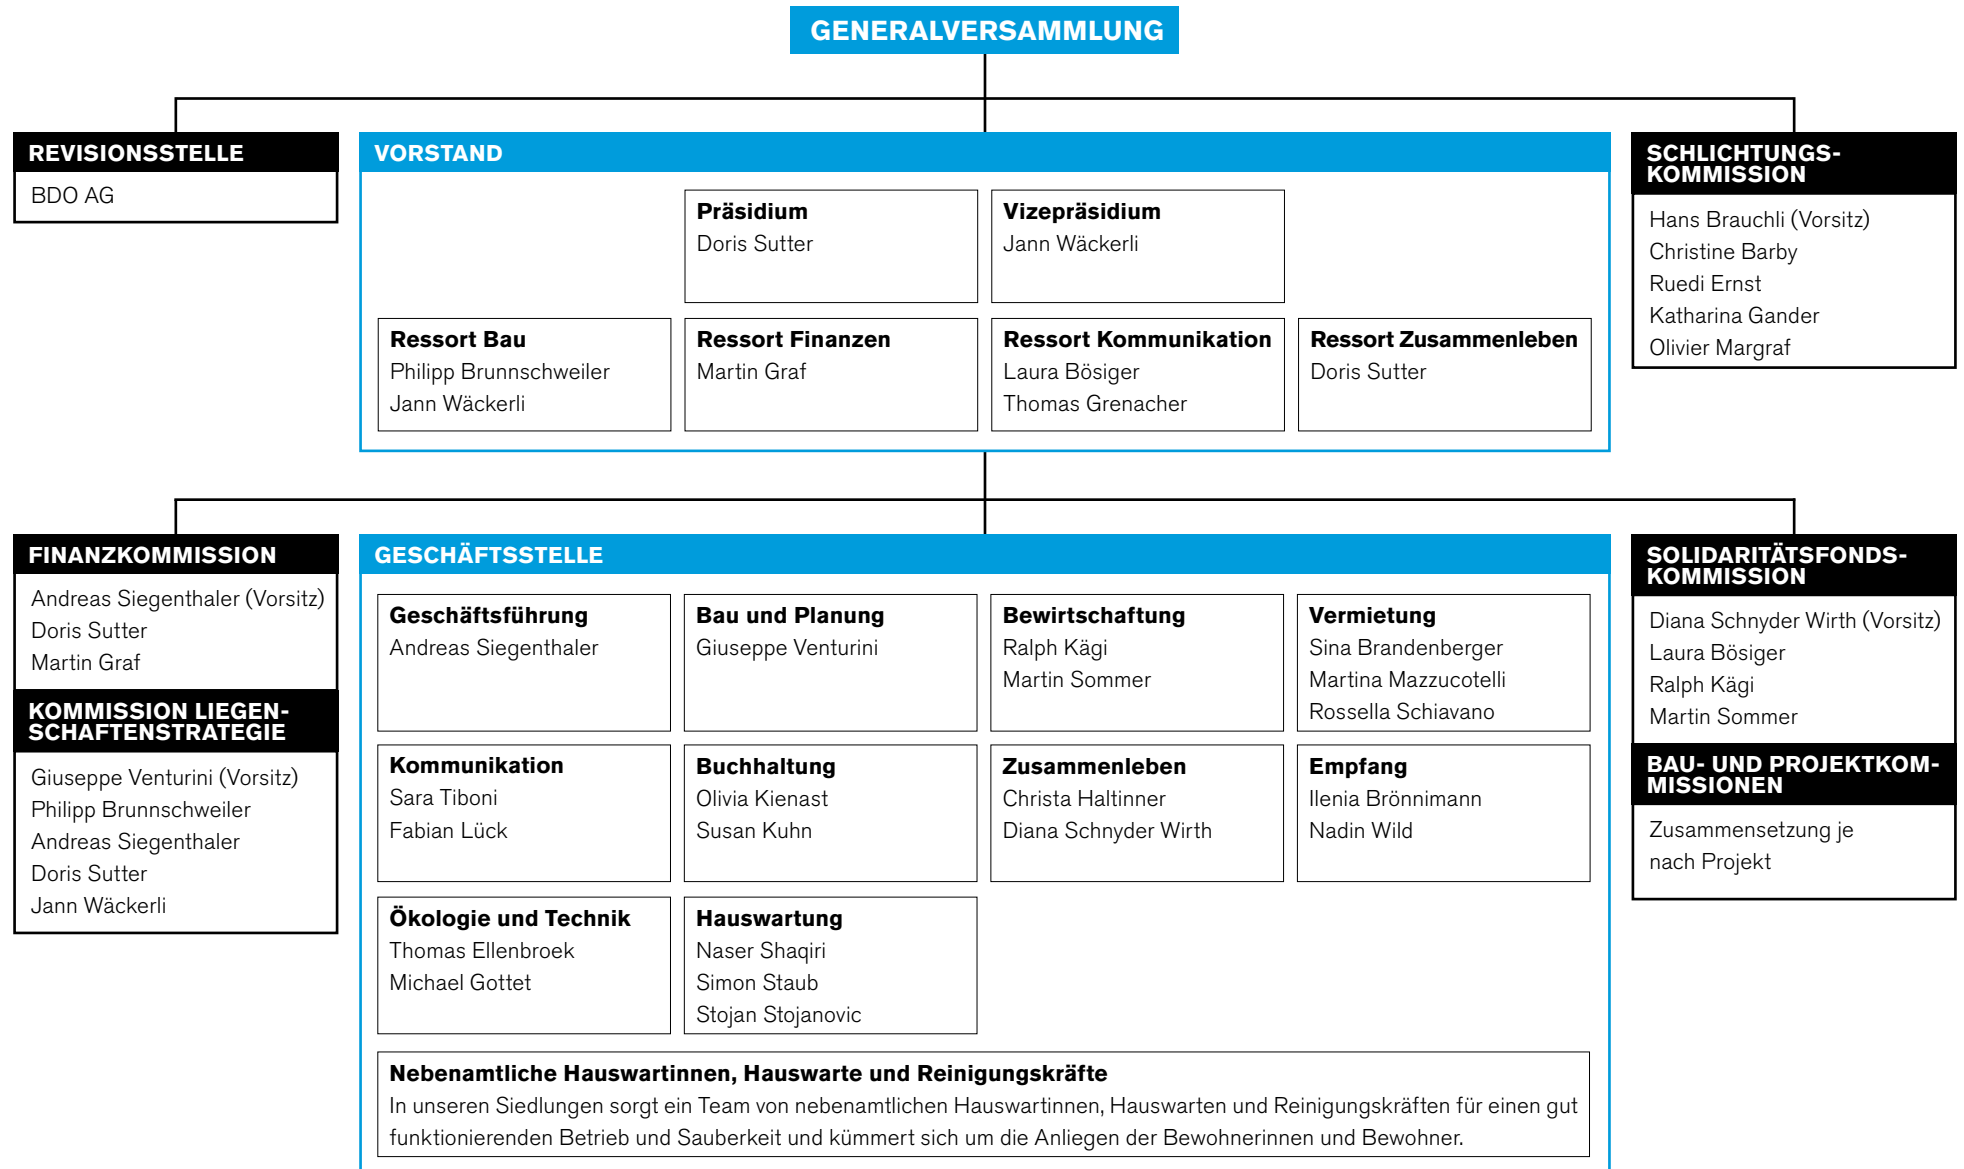 GENERALVERSAMMLUNG
REVISIONSSTELLE
BDO AG
VORSTAND
Präsidium
Doris Sutter
Vizepräsidium
Jann Wäckerli
Ressort Bau
Philipp Brunnschweiler
Jann Wäckerli
Ressort Finanzen
Martin Graf
Ressort Kommunikation
Laura Bösiger
Thomas Grenacher
Ressort Zusammenleben
Doris Sutter
SCHLICHTUNGS-
KOMMISSION
Hans Brauchli (Vorsitz)
Christine Barby
Ruedi Ernst
Katharina Gander
Olivier Margraf
FINANZKOMMISSION
Andreas Siegenthaler (Vorsitz)
Doris Sutter
Martin Graf
KOMMISSION LIEGEN-
SCHAFTENSTRATEGIE
Giuseppe Venturini (Vorsitz)
Philipp Brunnschweiler
Andreas Siegenthaler
Doris Sutter
Jann Wäckerli
GESCHÄFTSSTELLE
Geschäftsführung
Andreas Siegenthaler
Bau und Planung
Giuseppe Venturini
Bewirtschaftung
Ralph Kägi
Martin Sommer
Vermietung
Sina Brandenberger
Martina Mazzucotelli
Rossella Schiavano
Kommunikation
Sara Tiboni
Fabian Lück
Buchhaltung
Olivia Kienast
Susan Kuhn
Zusammenleben
Christa Haltinner
Diana Schnyder Wirth
Empfang
Ilenia Brönnimann
Nadin Wild
Ökologie und Technik
Thomas Ellenbroek
Michael Gottet
Hauswartung
Naser Shaqiri
Simon Staub
Stojan Stojanovic
Nebenamtliche Hauswartinnen, Hauswarte und Reinigungskräfte
In unseren Siedlungen sorgt ein Team von nebenamtlichen Hauswartinnen, Hauswarten und Reinigungskräften für einen gut
funktionierenden Betrieb und Sauberkeit und kümmert sich um die Anliegen der Bewohnerinnen und Bewohner.
SOLIDARITÄTSFONDS-
KOMMISSION
Diana Schnyder Wirth (Vorsitz)
Laura Bösiger
Ralph Kägi
Martin Sommer
BAU- UND PROJEKTKOM-
MISSIONEN
Zusammensetzung je
nach Projekt